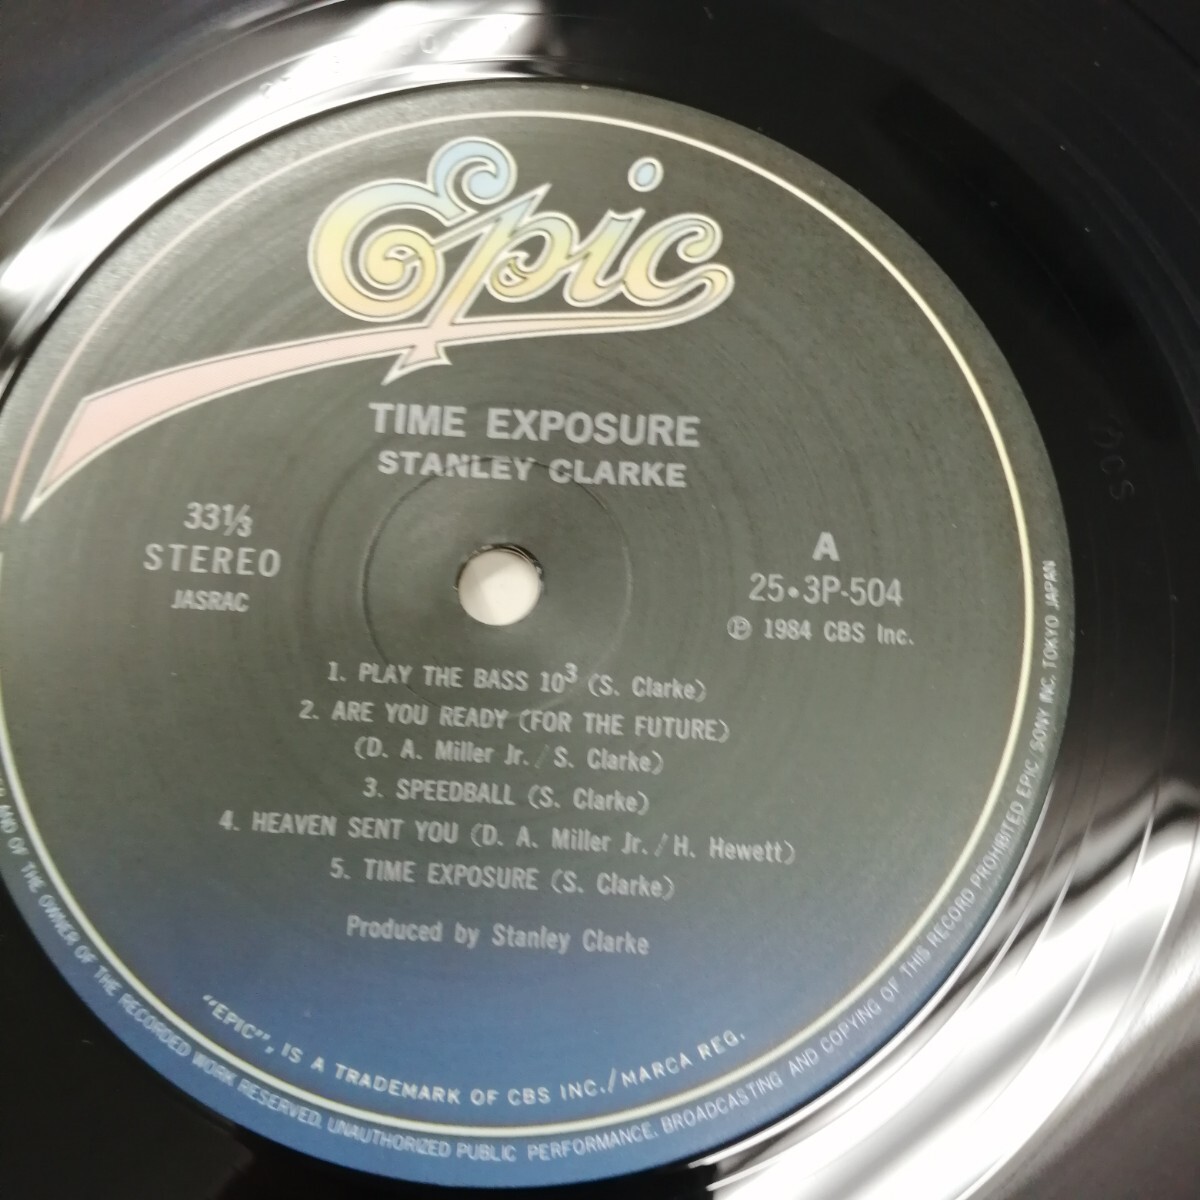 Epic
TIME EXPOSURE
STANLEY CLARKE
33⅓
STEREO
JASRAC
A
25•3P-504
Ⓟ 1984 CBS Inc.
1. PLAY THE BASS 10³ (S. Clarke)
2. ARE YOU READY (FOR THE FUTURE)
(D. A. Miller Jr. / S. Clarke)
3. SPEEDBALL (S. Clarke)
4. HEAVEN SENT YOU (D. A. Miller Jr. / H. Hewett)
5. TIME EXPOSURE (S. Clarke)
Produced by Stanley Clarke
"EPIC", IS A TRADEMARK OF CBS INC./MARCA REG.
AND OF THE OWNER OF THE RECORDED WORK RESERVED. UNAUTHORIZED PUBLIC PERFORMANCE. BROADCASTING AND COPYING OF THIS RECORD PROHIBITED EPIC/SONY INC. TOKYO JAPAN